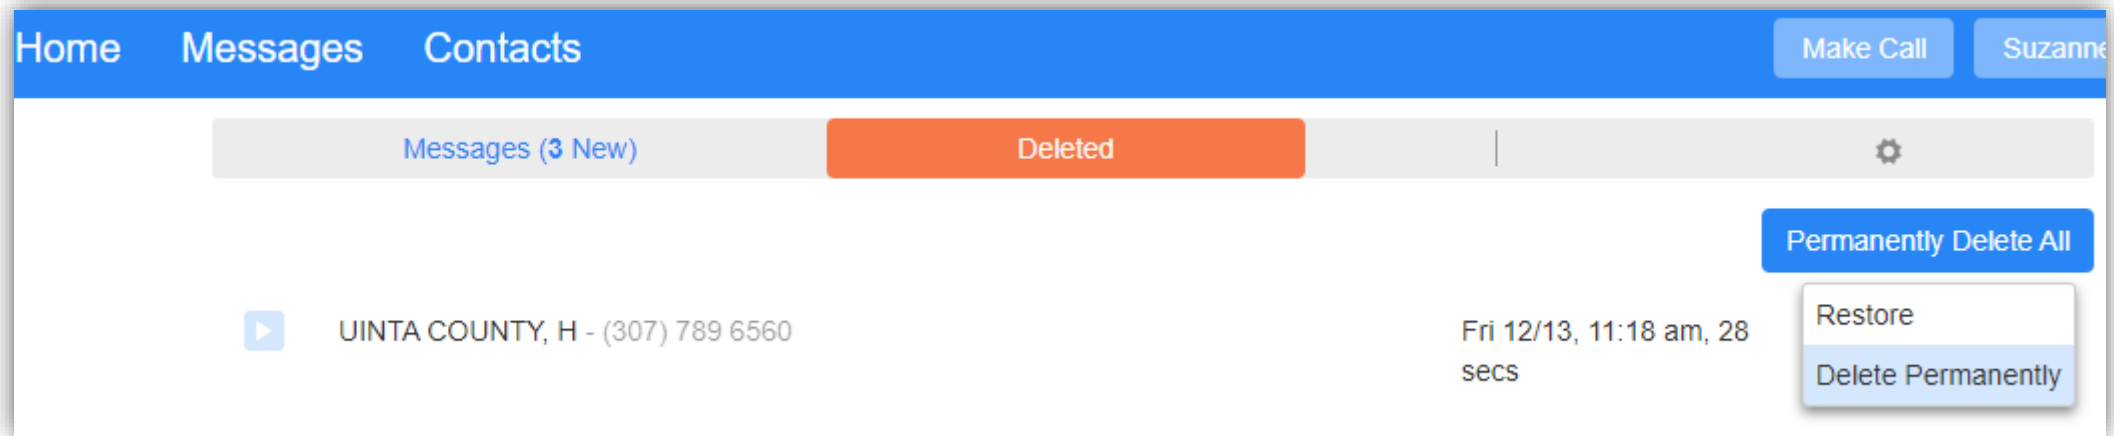 Home Messages Contacts Make Call Suzanne
Messages (3 New) Deleted
Permanently Delete All
UINTA COUNTY, H - (307) 789 6560 Fri 12/13, 11:18 am, 28
secs
Restore
Delete Permanently